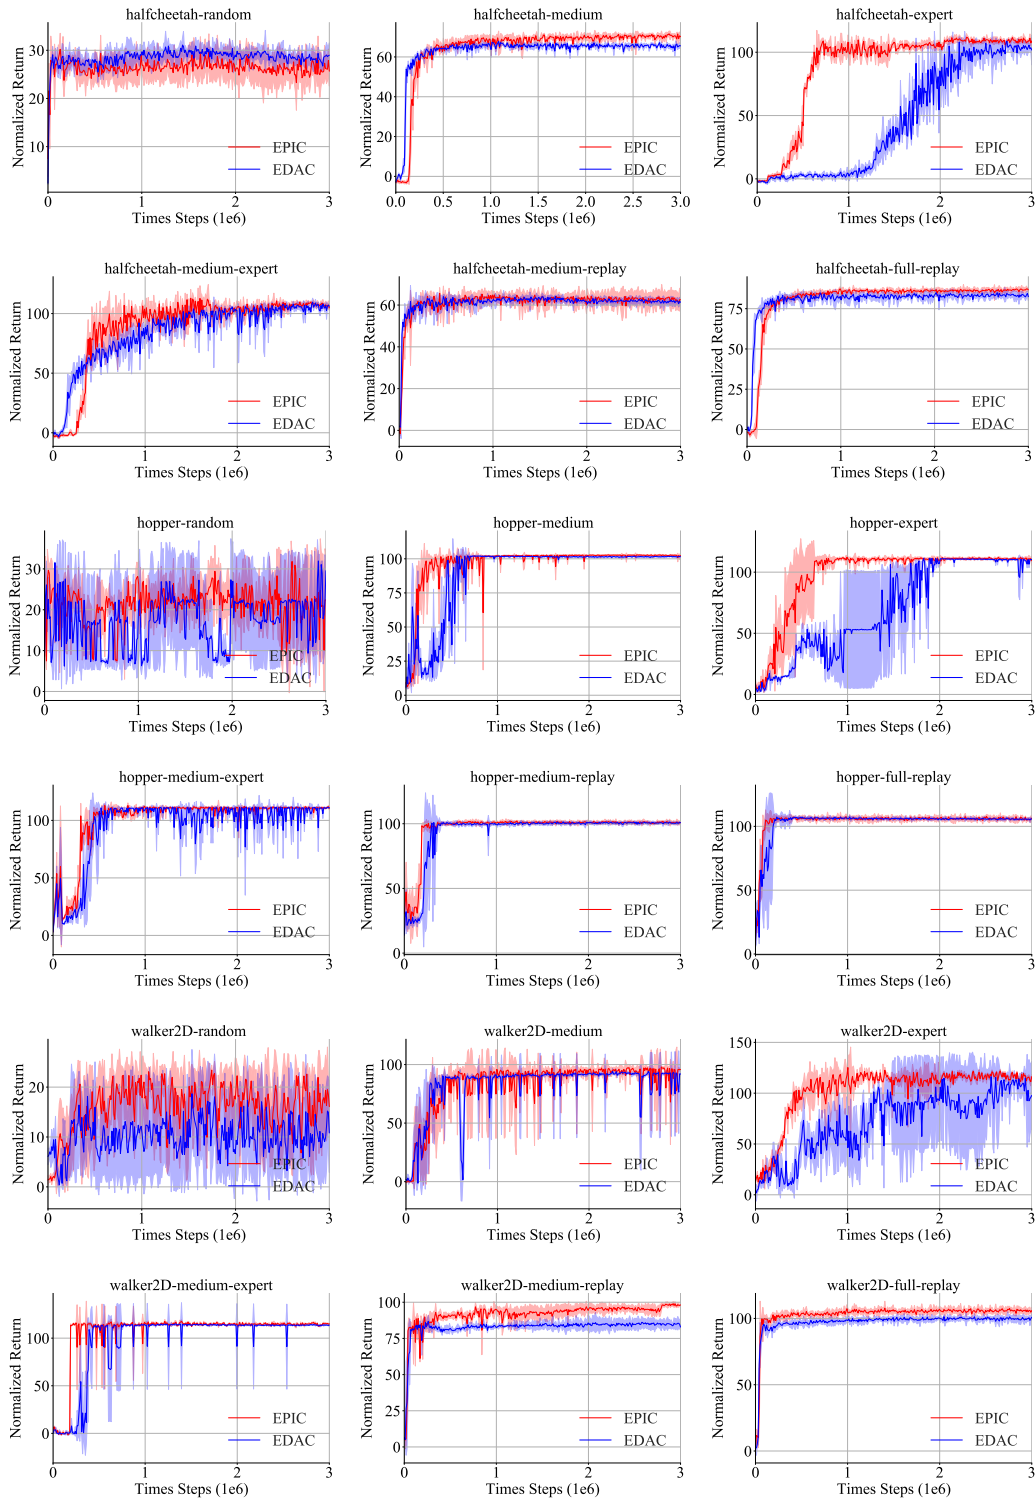 halfcheetah-random
Normalized Return
30
20
10
EPIC
EDAC
0
1
2
3
Times Steps (1e6)
halfcheetah-medium
Normalized Return
60
40
20
0
EPIC
EDAC
0.0
0.5
1.0
1.5
2.0
2.5
3.0
Times Steps (1e6)
halfcheetah-expert
Normalized Return
100
50
0
EPIC
EDAC
0
1
2
3
Times Steps (1e6)
halfcheetah-medium-expert
Normalized Return
100
50
0
EPIC
EDAC
0
1
2
3
Times Steps (1e6)
halfcheetah-medium-replay
Normalized Return
60
40
20
0
EPIC
EDAC
0
1
2
3
Times Steps (1e6)
halfcheetah-full-replay
Normalized Return
75
50
25
0
EPIC
EDAC
0
1
2
3
Times Steps (1e6)
hopper-random
Normalized Return
30
20
10
0
EPIC
EDAC
0
1
2
3
Times Steps (1e6)
hopper-medium
Normalized Return
100
75
50
25
0
EPIC
EDAC
0
1
2
3
Times Steps (1e6)
hopper-expert
Normalized Return
100
50
0
EPIC
EDAC
0
1
2
3
Times Steps (1e6)
hopper-medium-expert
Normalized Return
100
50
0
EPIC
EDAC
0
1
2
3
Times Steps (1e6)
hopper-medium-replay
Normalized Return
100
50
0
EPIC
EDAC
0
1
2
3
Times Steps (1e6)
hopper-full-replay
Normalized Return
100
50
0
EPIC
EDAC
0
1
2
3
Times Steps (1e6)
walker2D-random
Normalized Return
20
10
0
EPIC
EDAC
0
1
2
3
Times Steps (1e6)
walker2D-medium
Normalized Return
100
50
0
EPIC
EDAC
0
1
2
3
Times Steps (1e6)
walker2D-expert
Normalized Return
150
100
50
0
EPIC
EDAC
0
1
2
3
Times Steps (1e6)
walker2D-medium-expert
Normalized Return
100
50
0
EPIC
EDAC
0
1
2
3
Times Steps (1e6)
walker2D-medium-replay
Normalized Return
100
75
50
25
0
EPIC
EDAC
0
1
2
3
Times Steps (1e6)
walker2D-full-replay
Normalized Return
100
50
0
EPIC
EDAC
0
1
2
3
Times Steps (1e6)